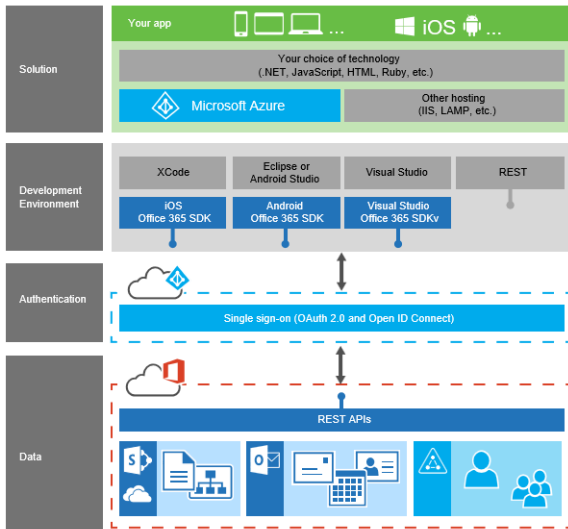 Solution
Your app
...
iOS
...
Your choice of technology
(.NET, JavaScript, HTML, Ruby, etc.)
Microsoft Azure
Other hosting
(IIS, LAMP, etc.)
Development
Environment
XCode
Eclipse or
Android Studio
Visual Studio
REST
iOS
Office 365 SDK
Android
Office 365 SDK
Visual Studio
Office 365 SDKv
Authentication
Single sign-on (OAuth 2.0 and Open ID Connect)
Data
REST APIs
S
O